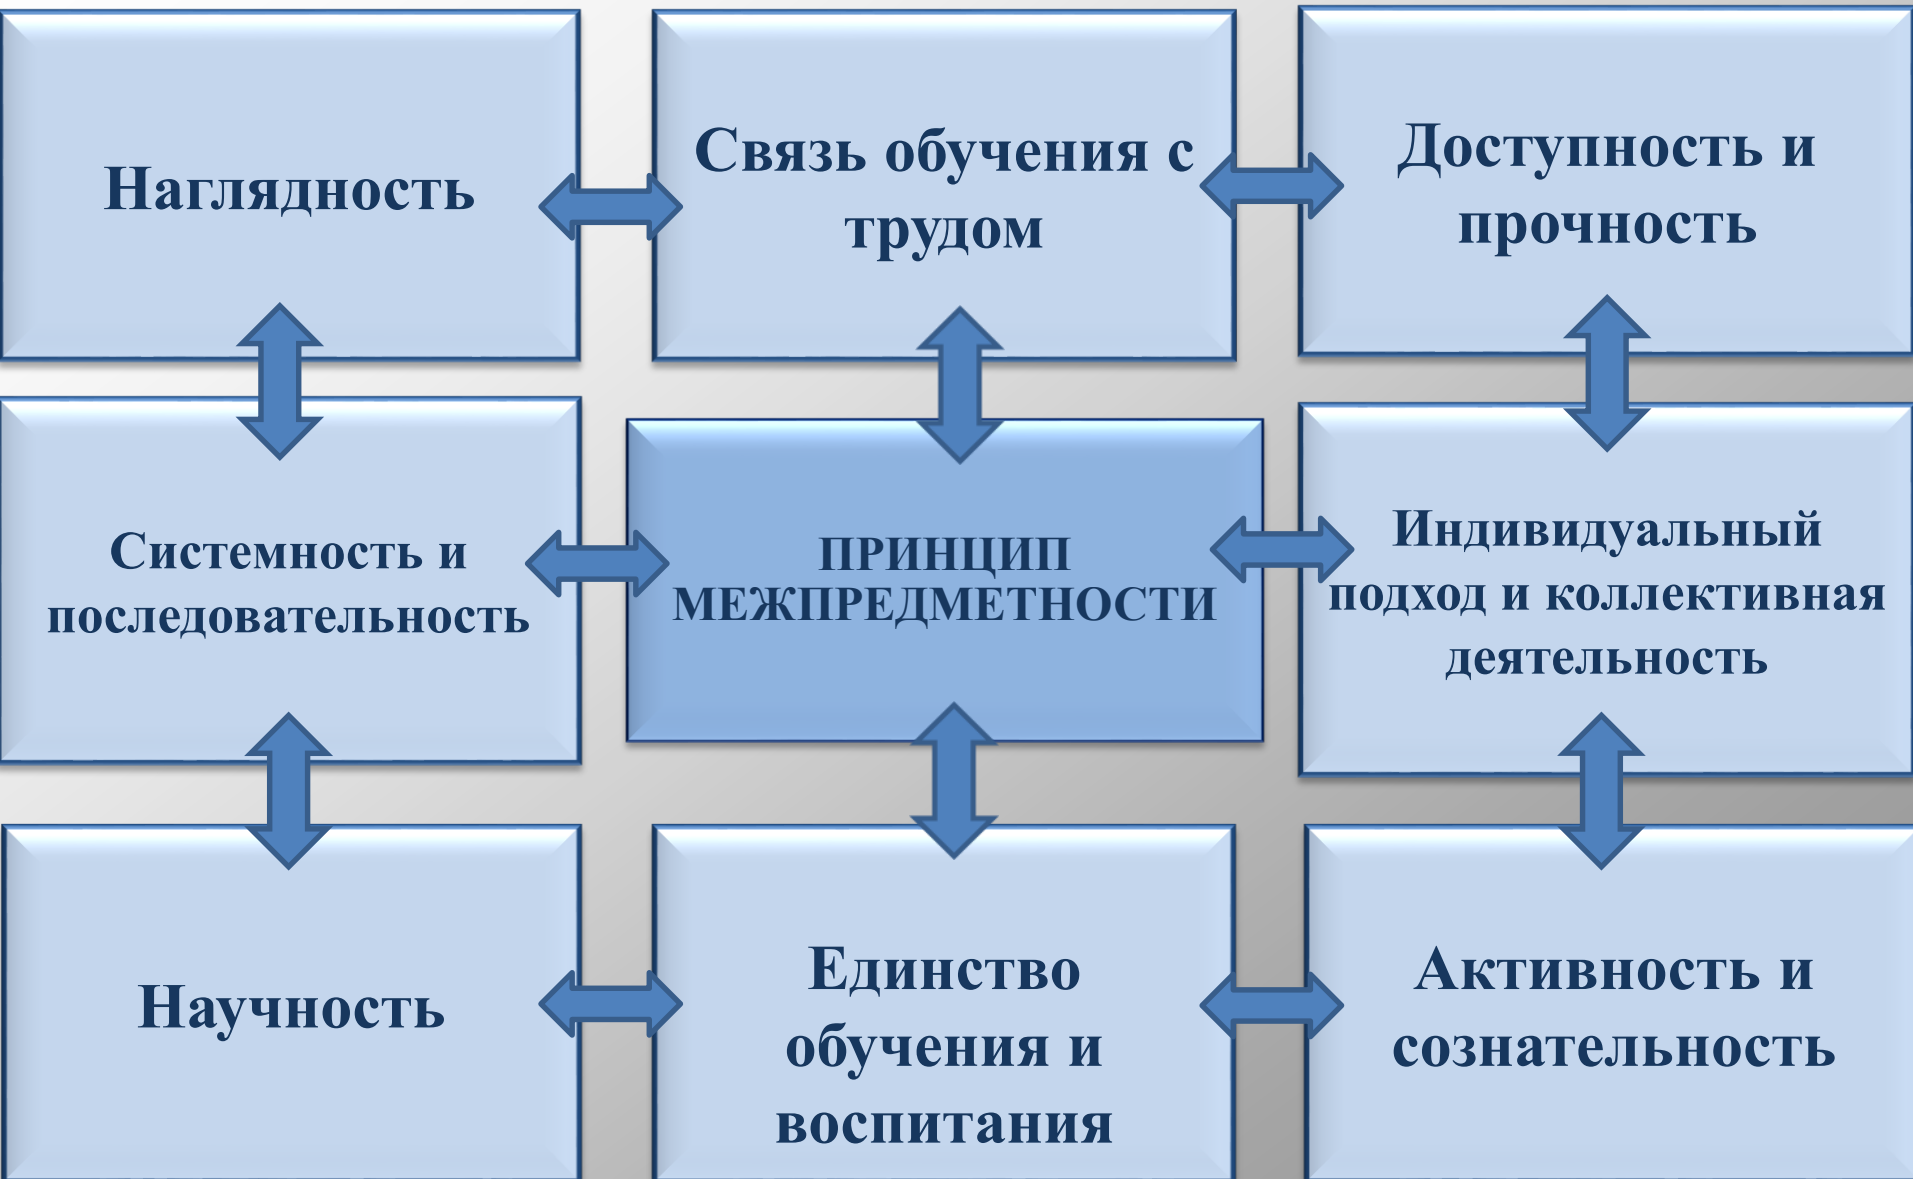 Наглядность
Связь обучения с
трудом
Доступность и
прочность
Системность и
последовательность
ПРИНЦИП
МЕЖПРЕДМЕТНОСТИ
Индивидуальный
подход и коллективная
деятельность
Научность
Единство
обучения и
воспитания
Активность и
сознательность